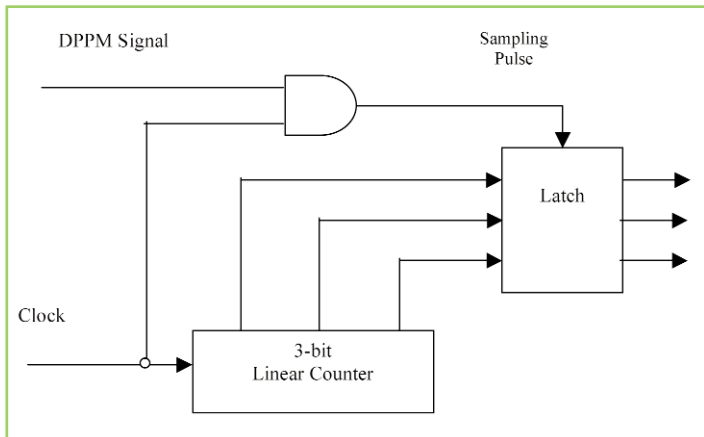 DPPM Signal
Sampling
Pulse
Latch
Clock
3-bit
Linear Counter